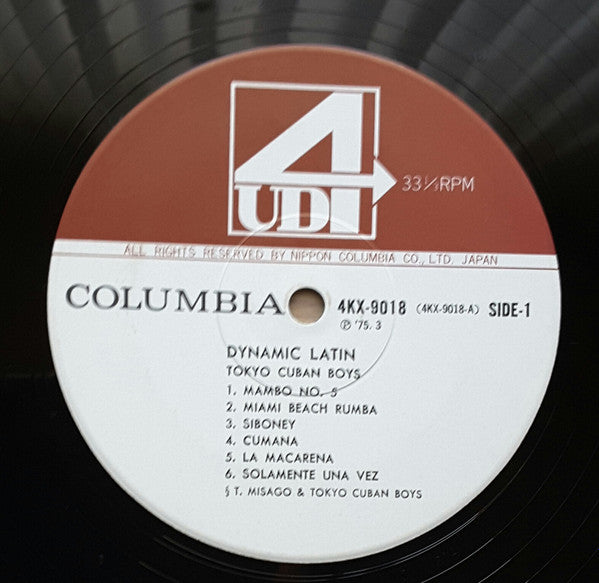 4
UD
33⅓RPM
ALL RIGHTS RESERVED BY NIPPON COLUMBIA CO., LTD. JAPAN
COLUMBIA 4KX-9018 (4KX-9018-A) SIDE-1
Ⓟ '75. 3
DYNAMIC LATIN
TOKYO CUBAN BOYS
1. MAMBO NO. 5
2. MIAMI BEACH RUMBA
3. SIBONEY
4. CUMANA
5. LA MACARENA
6. SOLAMENTE UNA VEZ
§ T. MISAGO & TOKYO CUBAN BOYS